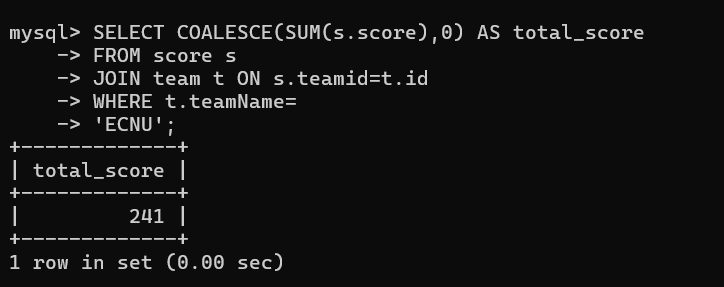 mysql> SELECT COALESCE(SUM(s.score),0) AS total_score
    -> FROM score s
    -> JOIN team t ON s.teamid=t.id
    -> WHERE t.teamName=
    -> 'ECNU';
+-------------+
| total_score |
+-------------+
|         241 |
+-------------+
1 row in set (0.00 sec)